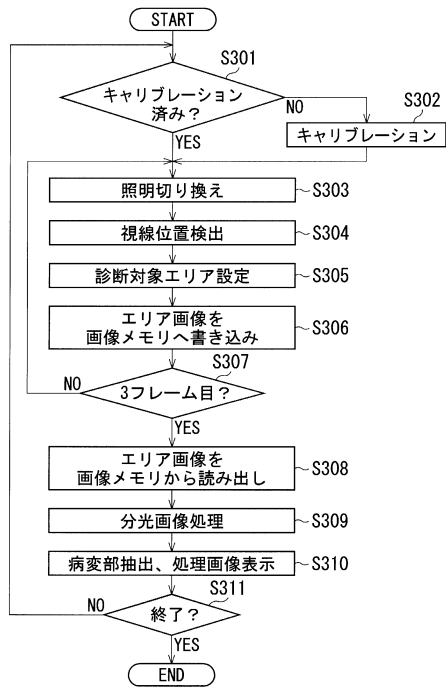 START
S301
キャリブレーション
済み?
NO
S302
キャリブレーション
YES
照明切り換え
S303
視線位置検出
S304
診断対象エリア設定
S305
エリア画像を
画像メモリへ書き込み
S306
S307
NO
3フレーム目?
YES
エリア画像を
画像メモリから読み出し
S308
分光画像処理
S309
病変部抽出、処理画像表示
S310
S311
NO
終了?
YES
END